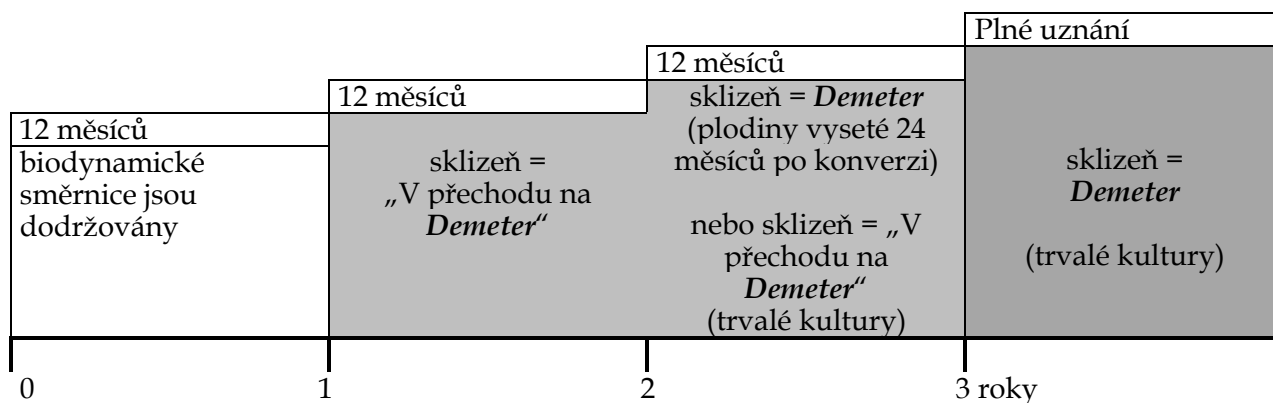 12 měsíců
biodynamické
směrnice jsou
dodržovány
12 měsíců
sklizeň =
„V přechodu na
Demeter“
12 měsíců
sklizeň = Demeter
(plodiny vyseté 24
měsíců po konverzi)
nebo sklizeň = „V
přechodu na
Demeter“
(trvalé kultury)
Plné uznání
sklizeň =
Demeter
(trvalé kultury)
0
1
2
3 roky